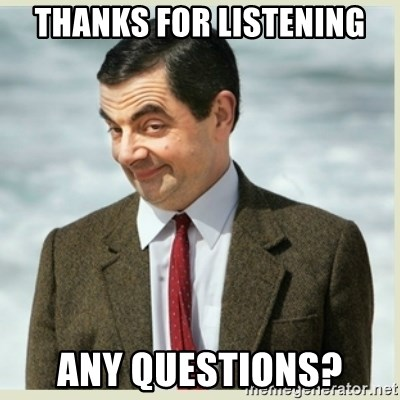 THANKS FOR LISTENING
ANY QUESTIONS?
memegenerator.net